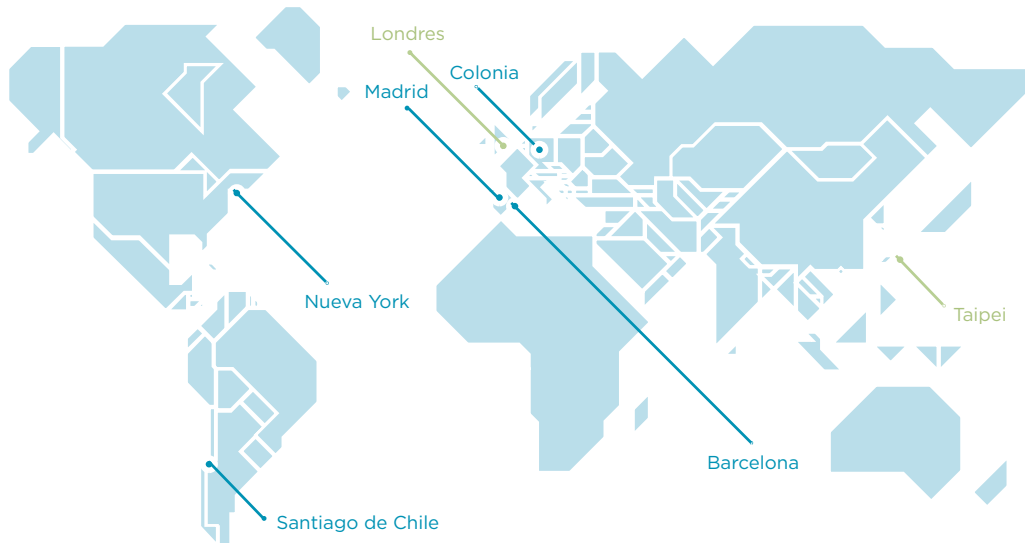 Londres
Colonia
Madrid
Nueva York
Taipei
Barcelona
Santiago de Chile